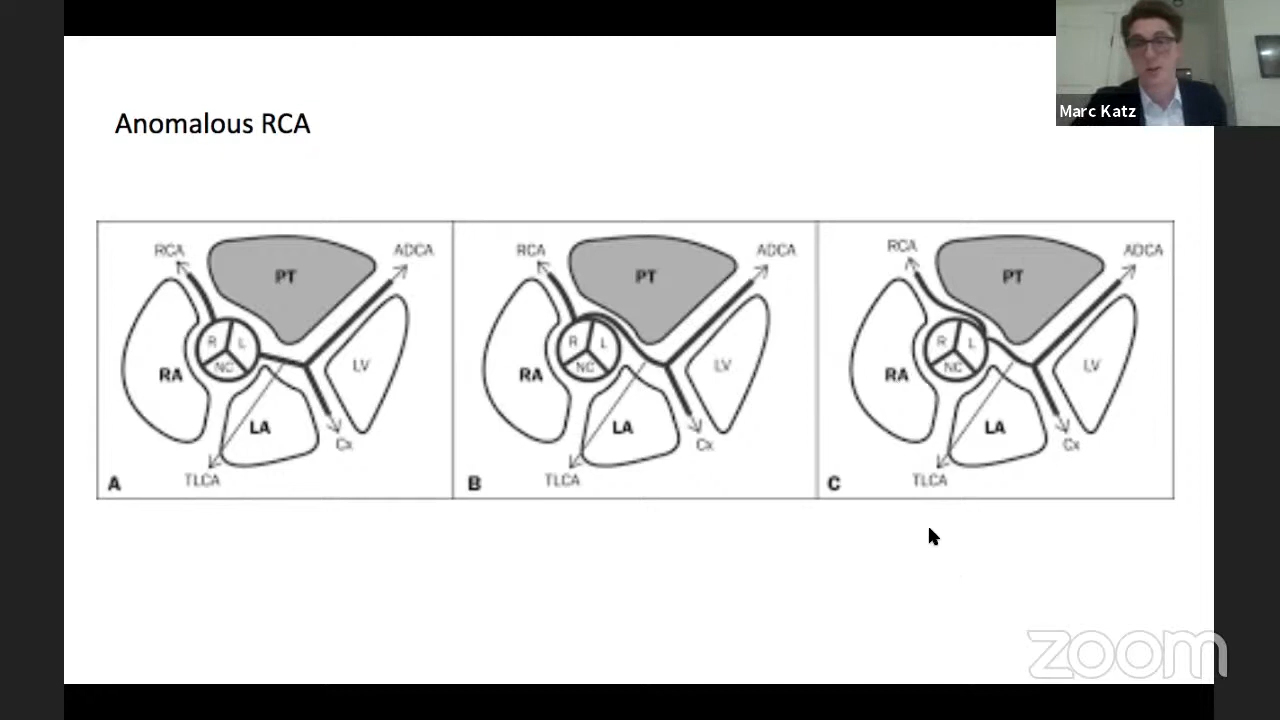 Marc Katz
Anomalous RCA
RCA
ADCA
PT
R
L
NC
RA
LV
LA
Cx
TLCA
A
RCA
ADCA
PT
R
L
NC
RA
LV
LA
Cx
TLCA
B
RCA
ADCA
PT
R
L
NC
RA
LV
LA
Cx
TLCA
C
zoom